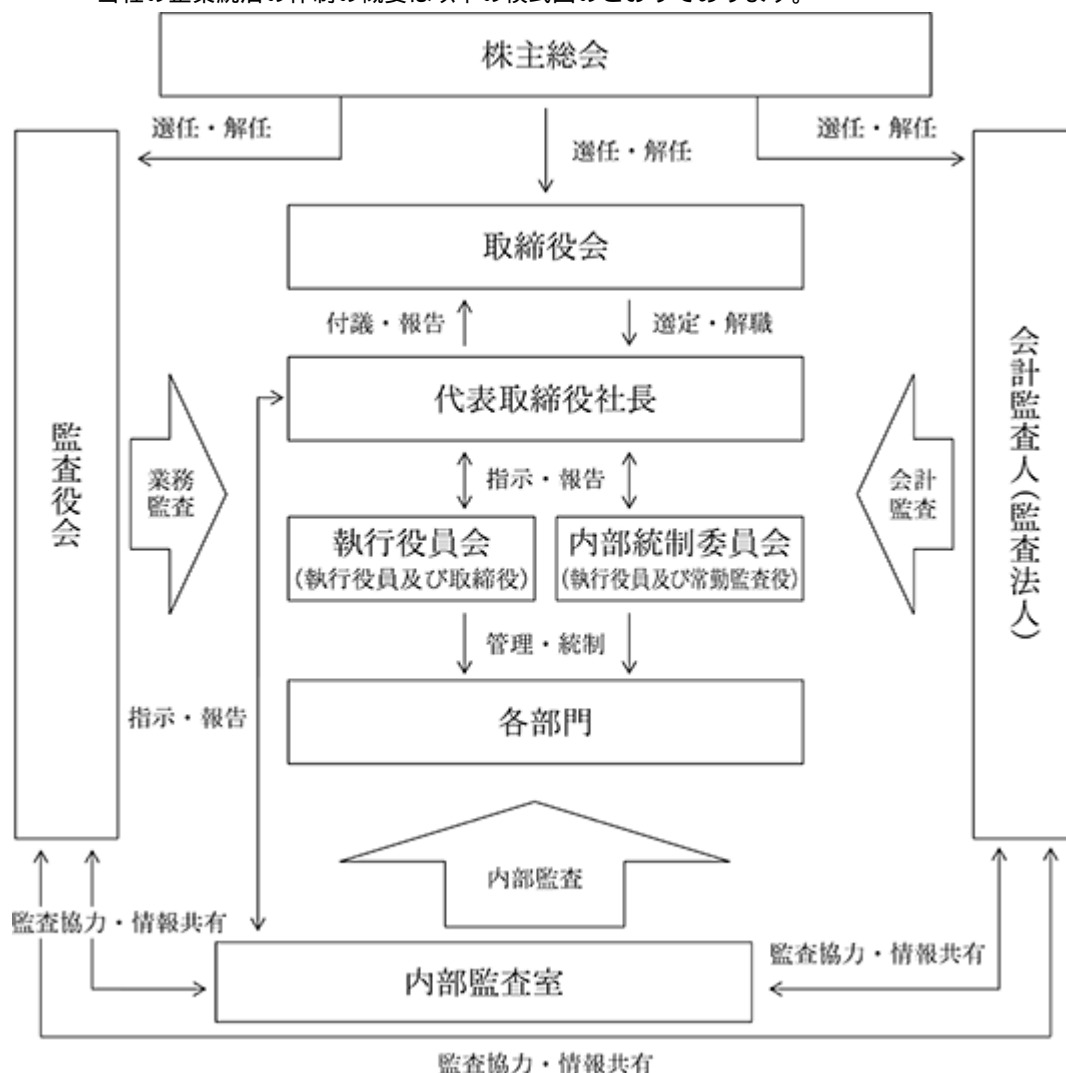 当社の企業統治の体制の概要は以下の模式図のとおりであります。
株主総会
選任・解任
選任・解任
選任・解任
取締役会
付議・報告
選定・解職
代表取締役社長
監査役会
業務
監査
会計
監査
会計監査人(監査法人)
指示・報告
執行役員会
(執行役員及び取締役)
内部統制委員会
(執行役員及び常勤監査役)
管理・統制
各部門
指示・報告
内部監査
監査協力・情報共有
内部監査室
監査協力・情報共有
監査協力・情報共有